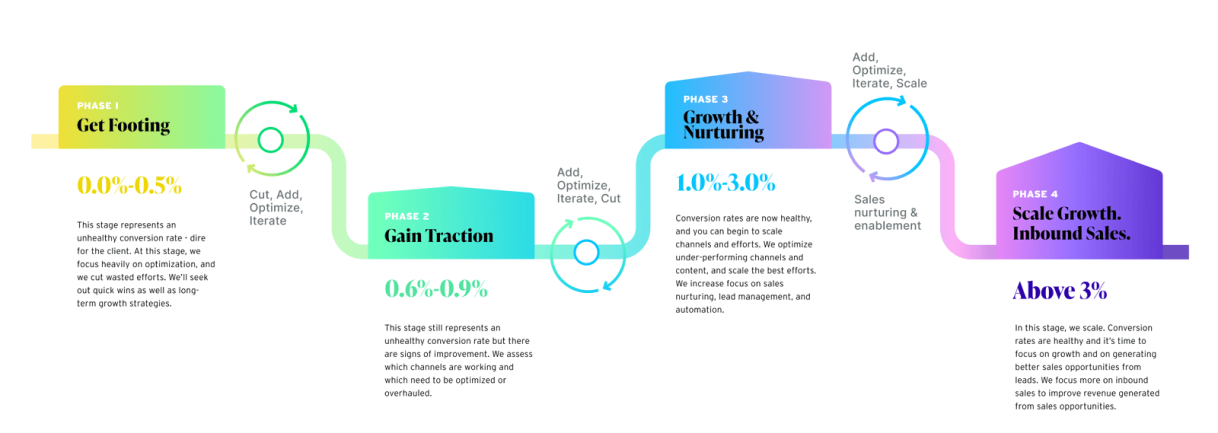 PHASE 1
Get Footing
0.0%-0.5%
This stage represents an
unhealthy conversion rate - dire
for the client. At this stage, we
focus heavily on optimization, and
we cut wasted efforts. We'll seek
out quick wins as well as long-
term growth strategies.
Cut, Add,
Optimize,
Iterate
PHASE 2
Gain Traction
0.6%-0.9%
This stage still represents an
unhealthy conversion rate but there
are signs of improvement. We assess
which channels are working and
which need to be optimized or
overhauled.
Add,
Optimize,
Iterate, Cut
PHASE 3
Growth &
Nurturing
1.0%-3.0%
Conversion rates are now healthy,
and you can begin to scale
channels and efforts. We optimize
under-performing channels and
content, and scale the best efforts.
We increase focus on sales
nurturing, lead management, and
automation.
Add,
Optimize,
Iterate, Scale
Sales
nurturing &
enablement
PHASE 4
Scale Growth.
Inbound Sales.
Above 3%
In this stage, we scale. Conversion
rates are healthy and it's time to
focus on growth and on generating
better sales opportunities from
leads. We focus more on inbound
sales to improve revenue generated
from sales opportunities.